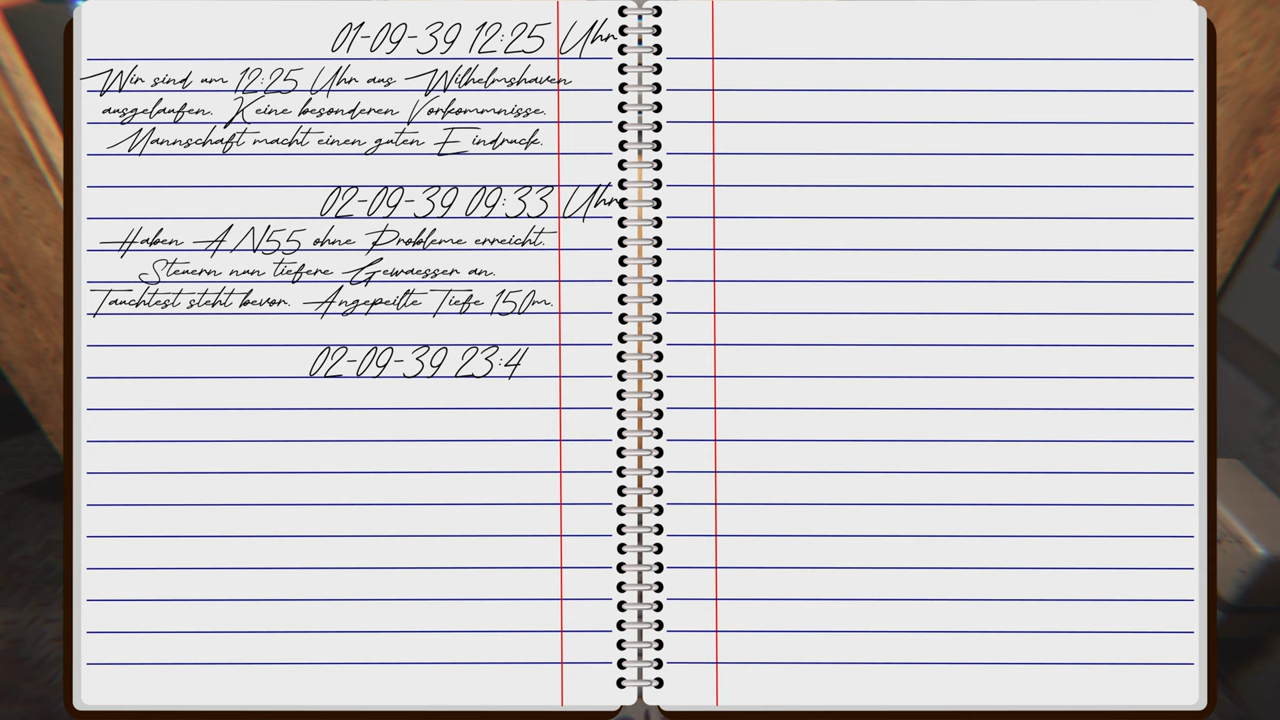 01-09-39 12:25 Uhr
Wir sind um 12:25 Uhr aus Wilhelmshaven
ausgelaufen. Keine besonderen Vorkommnisse.
Mannschaft macht einen guten Eindruck.
02-09-39 09:33 Uhr
Haben AN55 ohne Probleme erreicht.
Steuern nun tiefere Gewaesser an.
Tauchtest steht bevor. Angepeilte Tiefe 150m.
02-09-39 23:4